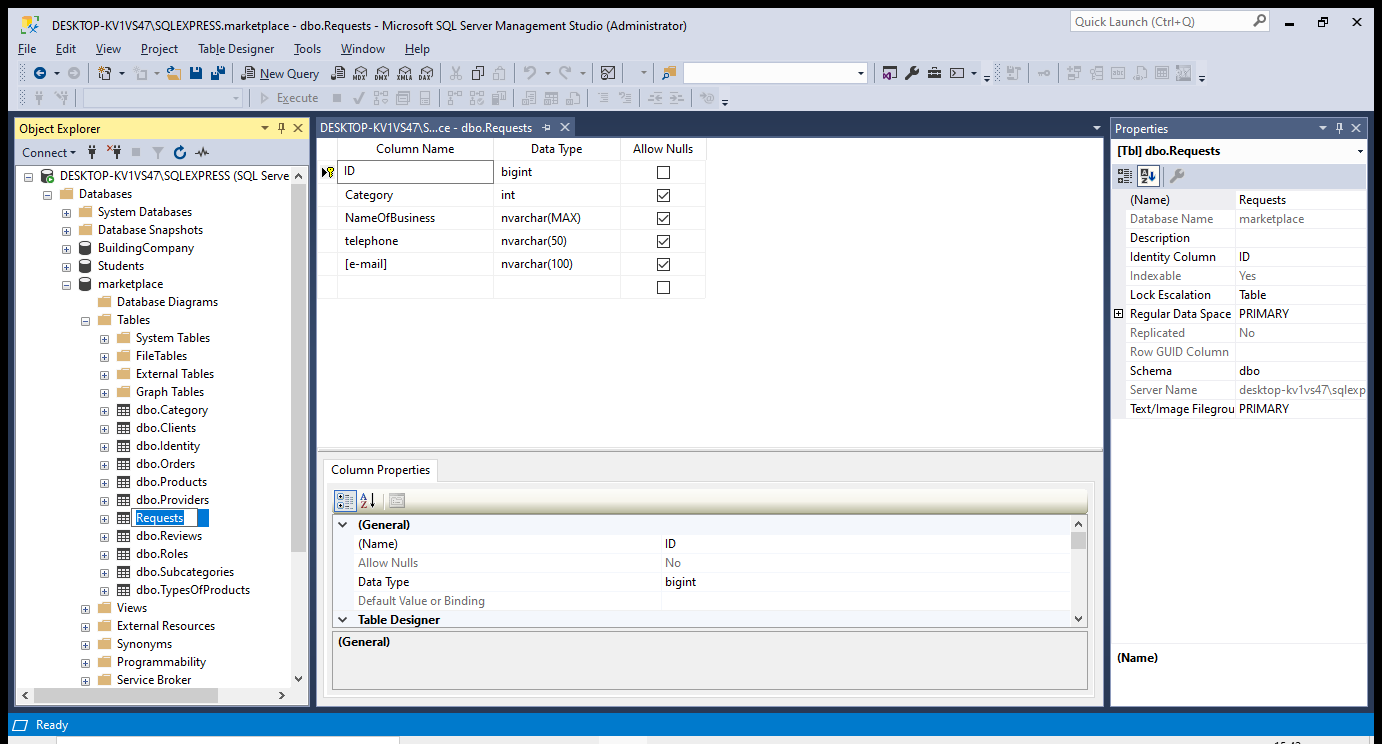 DESKTOP-KV1VS47\SQLEXPRESS.marketplace - dbo.Requests - Microsoft SQL Server Management Studio (Administrator)
Quick Launch (Ctrl+Q)
File Edit View Project Table Designer Tools Window Help
New Query MDX DMX XMLA DAX
Execute
Object Explorer
Connect
DESKTOP-KV1VS47\SQLEXPRESS (SQL Serve
Databases
System Databases
Database Snapshots
BuildingCompany
Students
marketplace
Database Diagrams
Tables
System Tables
FileTables
External Tables
Graph Tables
dbo.Category
dbo.Clients
dbo.Identity
dbo.Orders
dbo.Products
dbo.Providers
Requests
dbo.Reviews
dbo.Roles
dbo.Subcategories
dbo.TypesOfProducts
Views
External Resources
Synonyms
Programmability
Service Broker
DESKTOP-KV1VS47\S...ce - dbo.Requests
Column Name Data Type Allow Nulls
ID bigint
Category int
NameOfBusiness nvarchar(MAX)
telephone nvarchar(50)
[e-mail] nvarchar(100)
Column Properties
(General)
(Name) ID
Allow Nulls No
Data Type bigint
Default Value or Binding
Table Designer
(General)
Properties
[Tbl] dbo.Requests
(Name) Requests
Database Name marketplace
Description
Identity Column ID
Indexable Yes
Lock Escalation Table
Regular Data Space PRIMARY
Replicated No
Row GUID Column
Schema dbo
Server Name desktop-kv1vs47\sqlexp
Text/Image Filegrou PRIMARY
(Name)
Ready